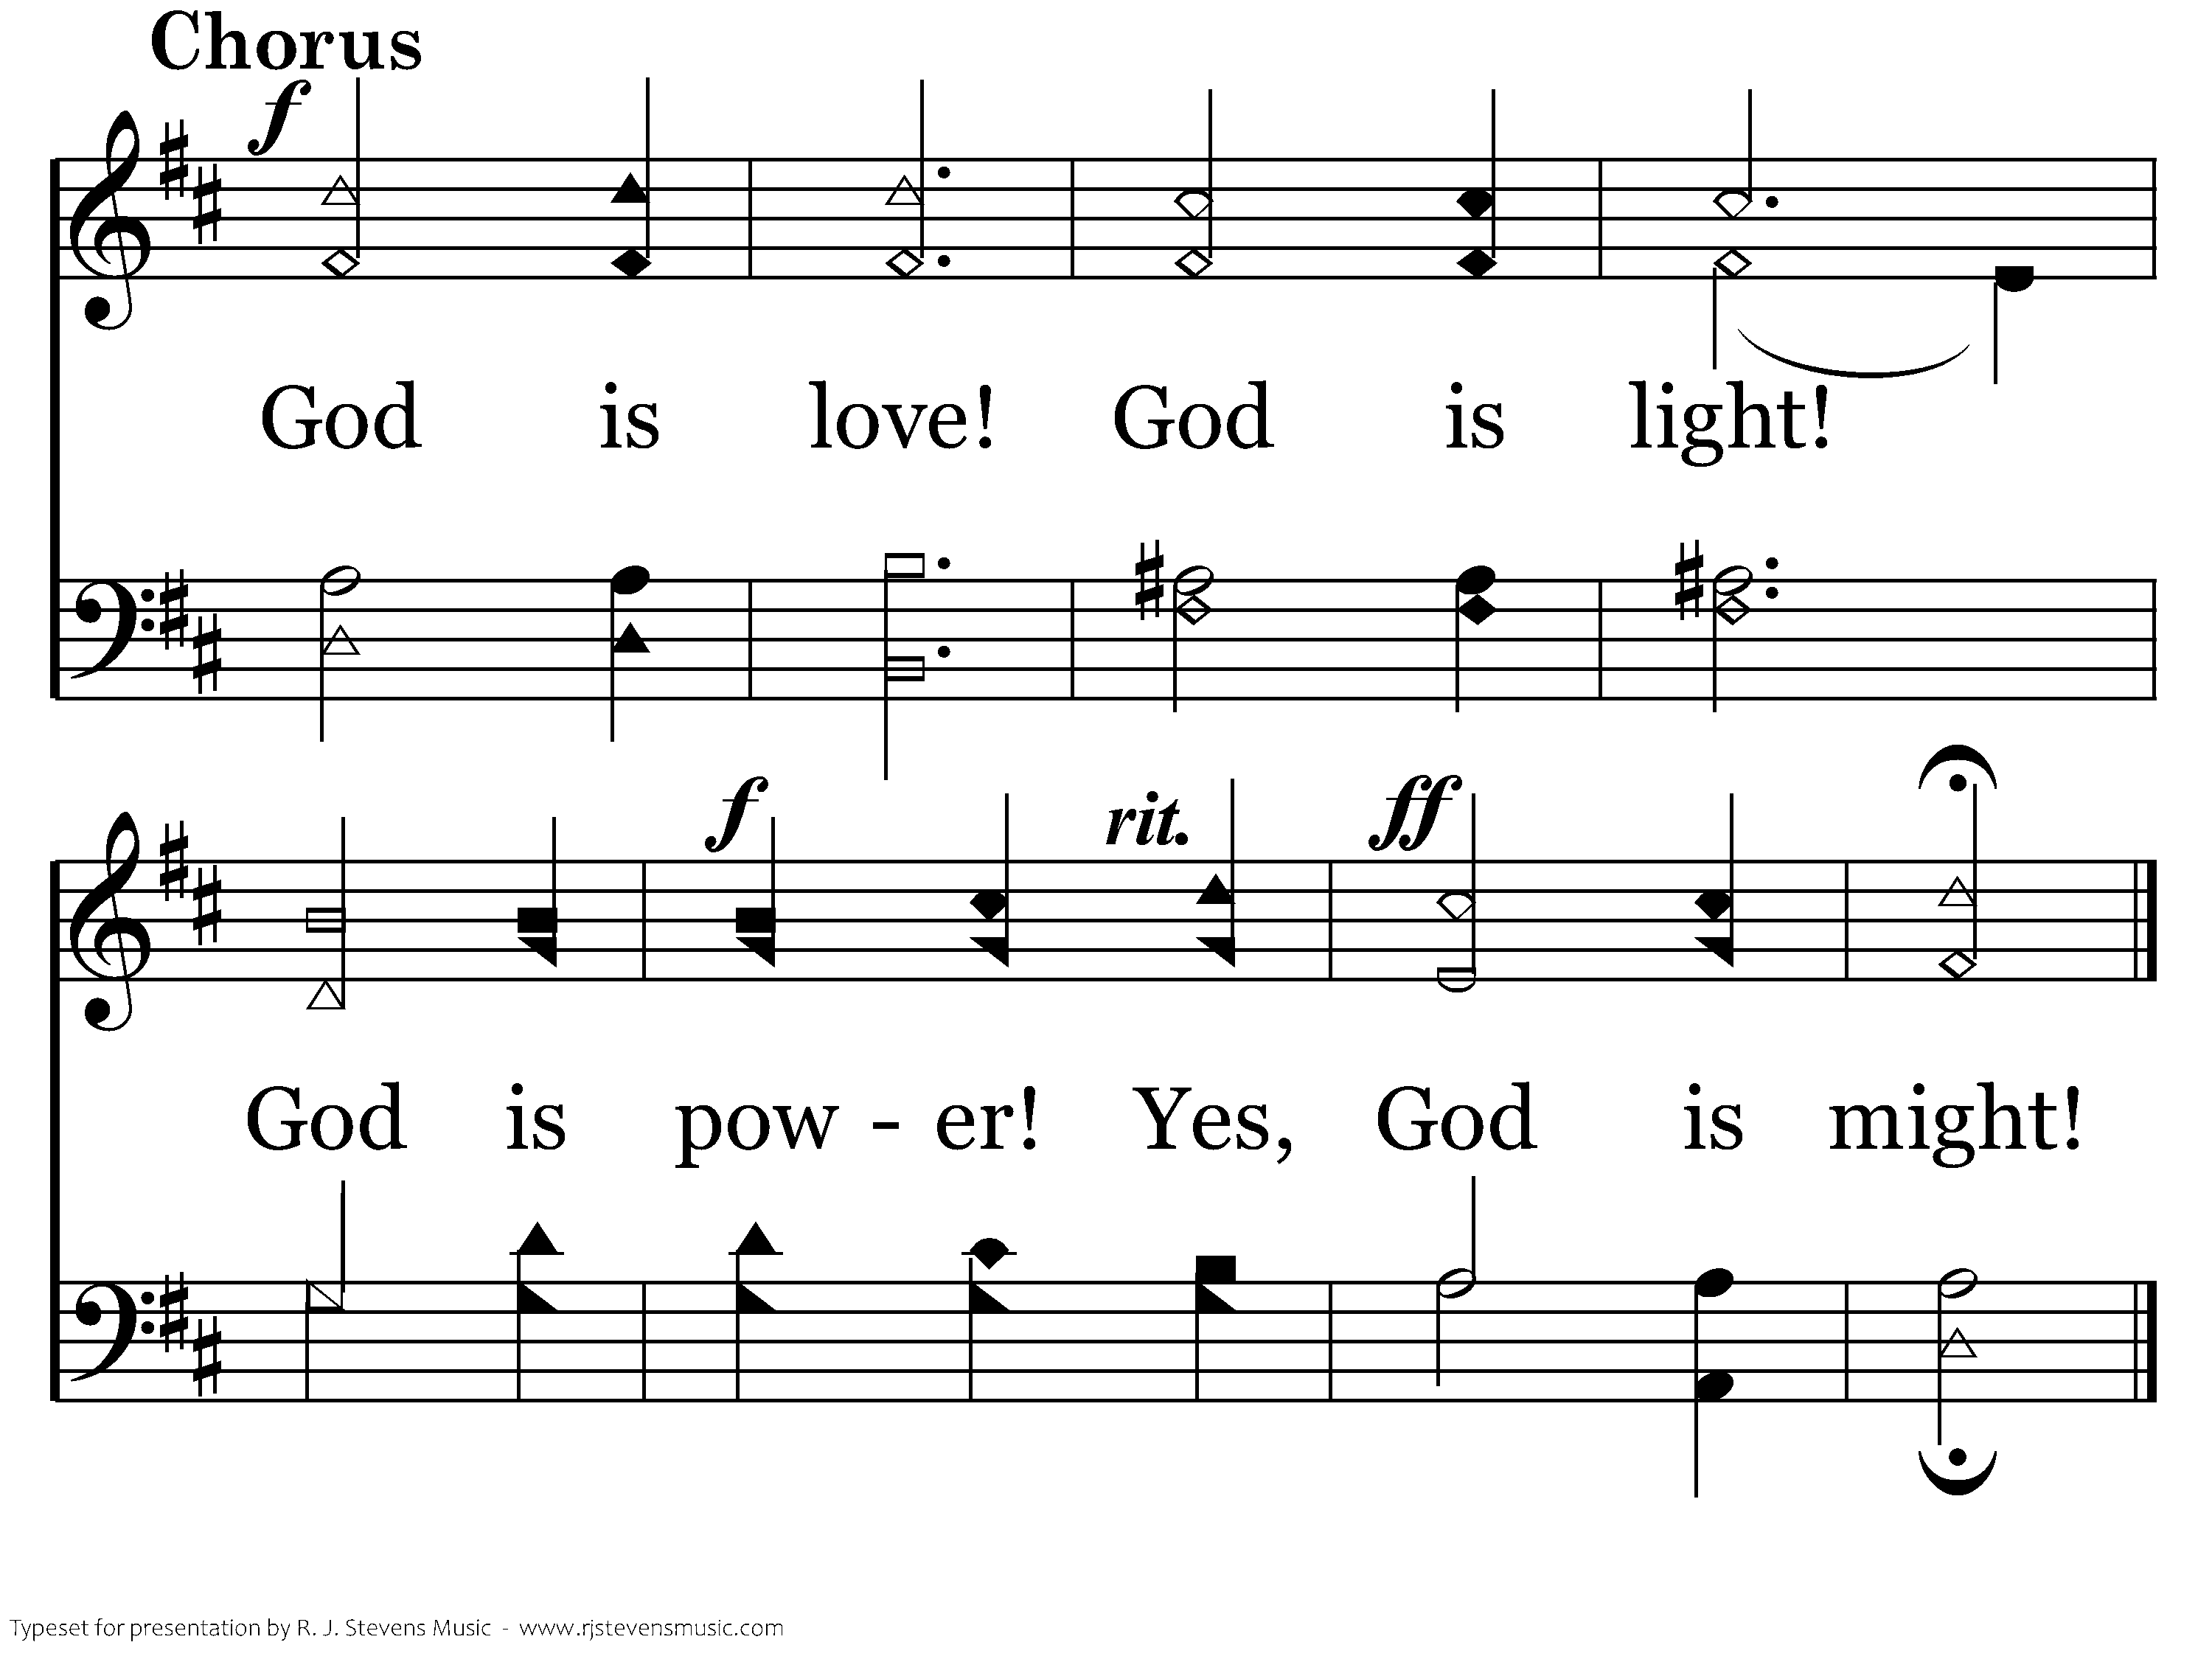 Chorus
f
God is love! God is light!
f rit. ff
God is pow - er! Yes, God is might!
Typeset for presentation by R. J. Stevens Music - www.rjstevensmusic.com